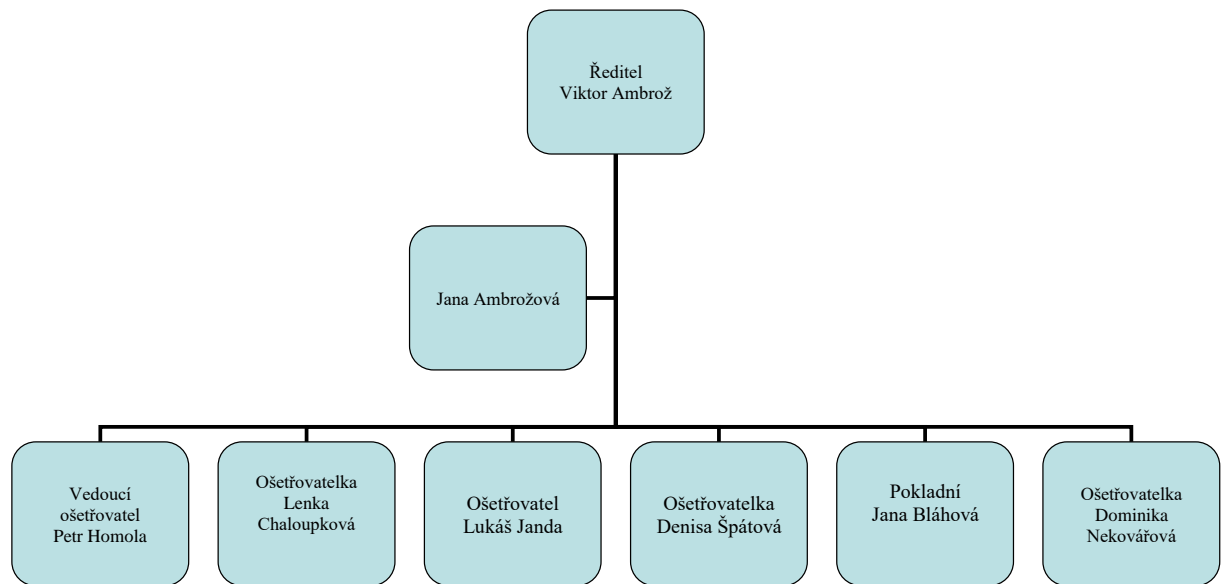 Ředitel
Viktor Ambrož
Jana Ambrožová
Vedoucí
ošetřovatel
Petr Homola
Ošetřovatelka
Lenka
Chaloupková
Ošetřovatel
Lukáš Janda
Ošetřovatelka
Denisa Špátová
Pokladní
Jana Bláhová
Ošetřovatelka
Dominika
Nekovářová